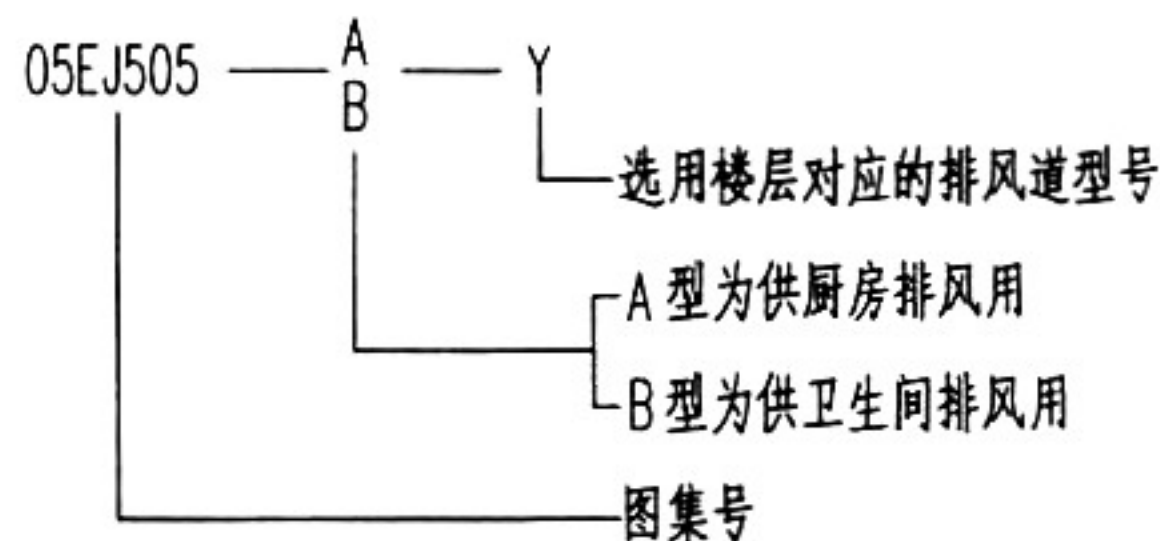 05EJ505 — A — Y
B
选用楼层对应的排风道型号
A型为供厨房排风用
B型为供卫生间排风用
图集号